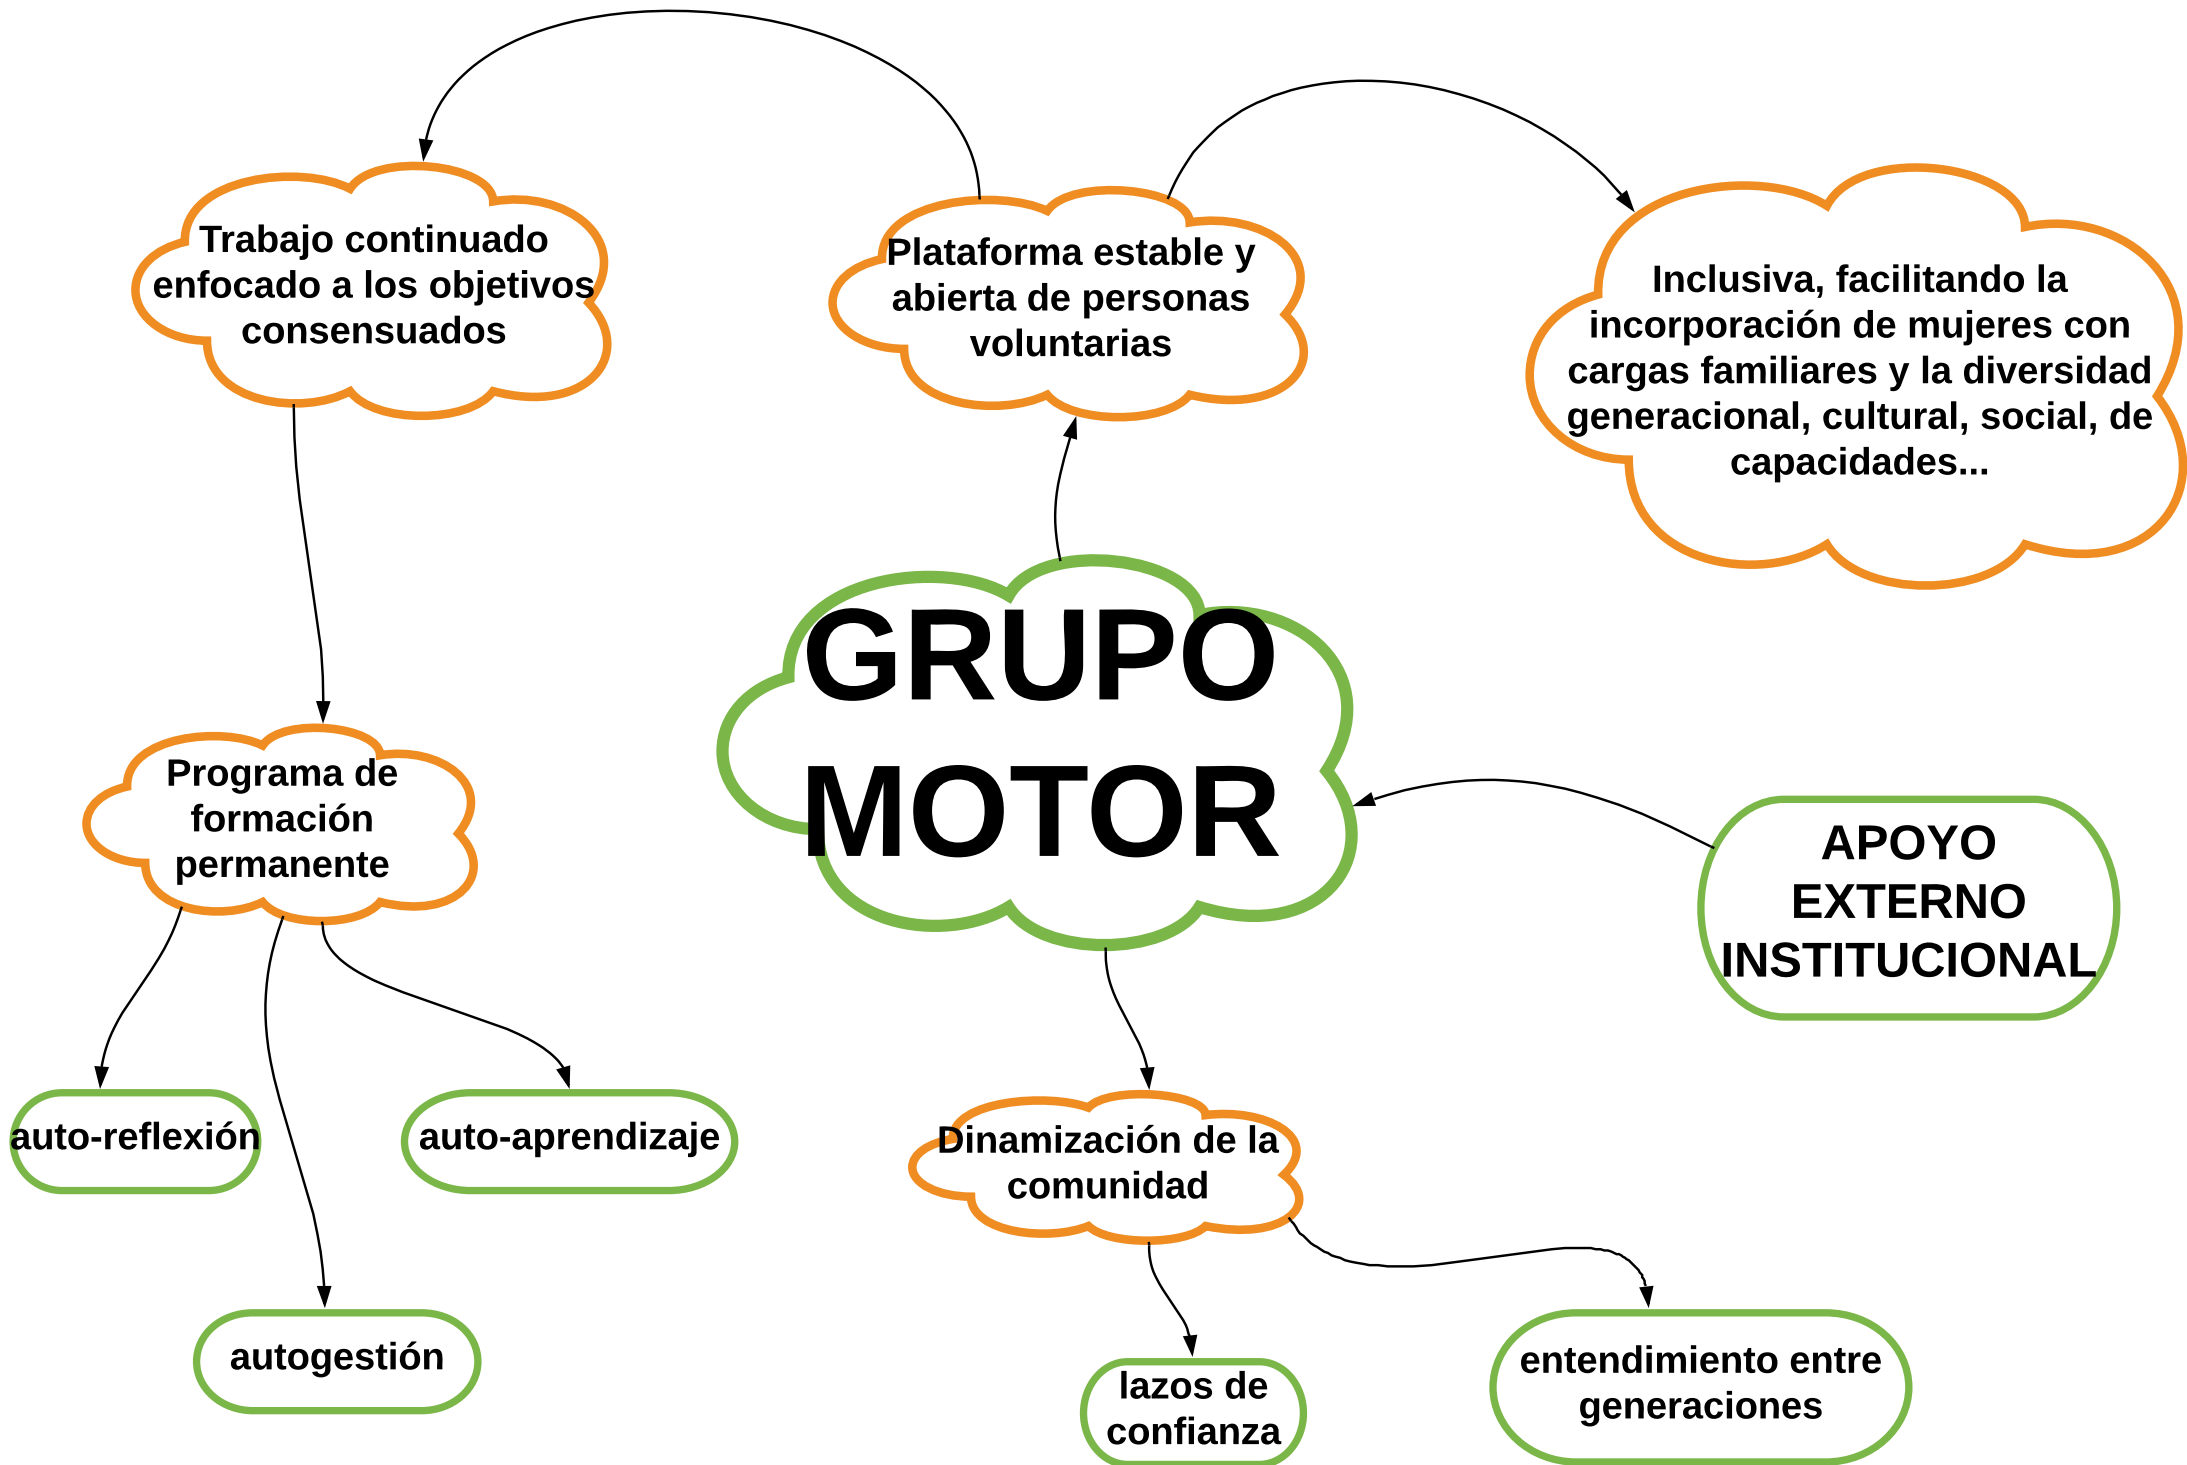 Trabajo continuado
enfocado a los objetivos
consensuados
Plataforma estable y
abierta de personas
voluntarias
Inclusiva, facilitando la
incorporación de mujeres con
cargas familiares y la diversidad
generacional, cultural, social, de
capacidades...
GRUPO
MOTOR
Programa de
formación
permanente
APOYO
EXTERNO
INSTITUCIONAL
auto-reflexión
auto-aprendizaje
Dinamización de la
comunidad
autogestión
lazos de
confianza
entendimiento entre
generaciones